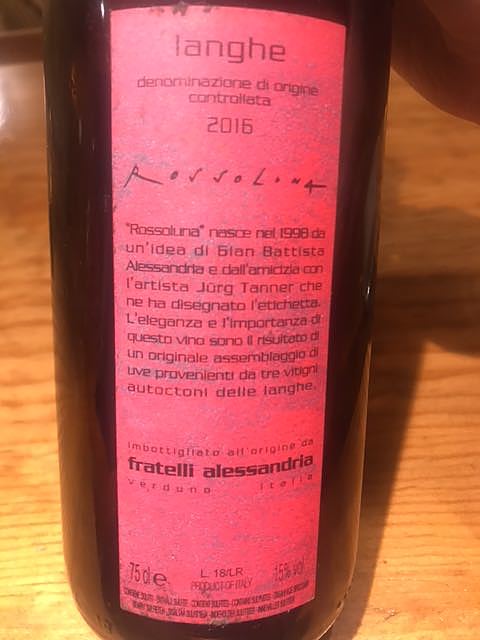 langhe
denominazione di origine
controllata
2016
Rossoluna
"Rossoluna" nasce nel 1998 da
un'idea di Gian Battista
Alessandria e dall'amicizia con
l'artista Jürg Tanner che
ne ha disegnato l'etichetta.
L'eleganza e l'importanza di
questo vino sono il risultato di
un originale assemblaggio di
uve provenienti da tre vitigni
autoctoni delle langhe.
imbottigliato all'origine da
fratelli alessandria
verduno italia
75 cl e L. 18/LR 15% vol
PRODUCT OF ITALY